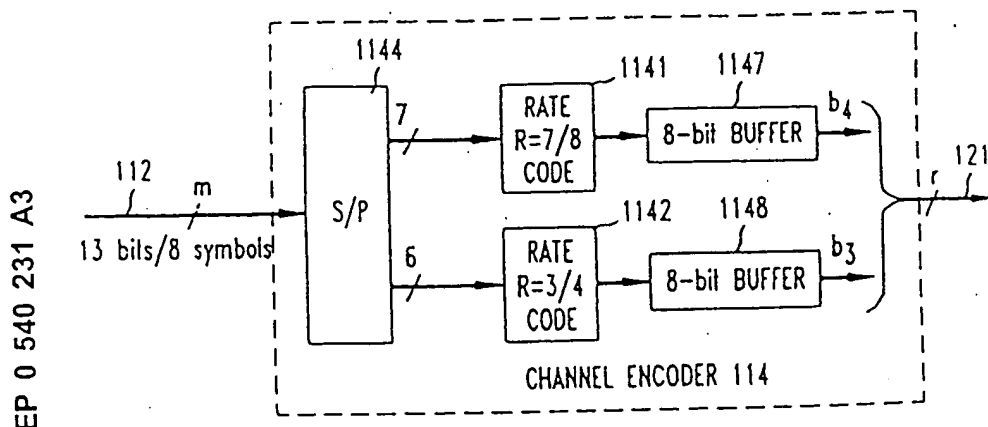 EP 0 540 231 A3
112
m
13 bits/8 symbols
1144
S/P
7
6
1141
RATE
R=7/8
CODE
1147
8-bit BUFFER
b4
1142
RATE
R=3/4
CODE
1148
8-bit BUFFER
b3
r
121
CHANNEL ENCODER 114